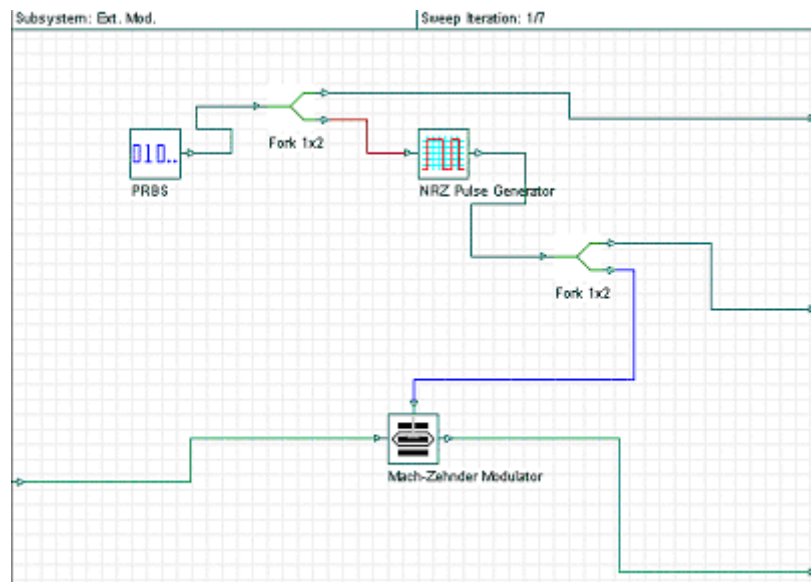 Subsystem: Ext. Mod.
Sweep Iteration: 1/7
Fork 1x2
010..
PRBS
NRZ Pulse Generator
Fork 1x2
Mach-Zehnder Modulator